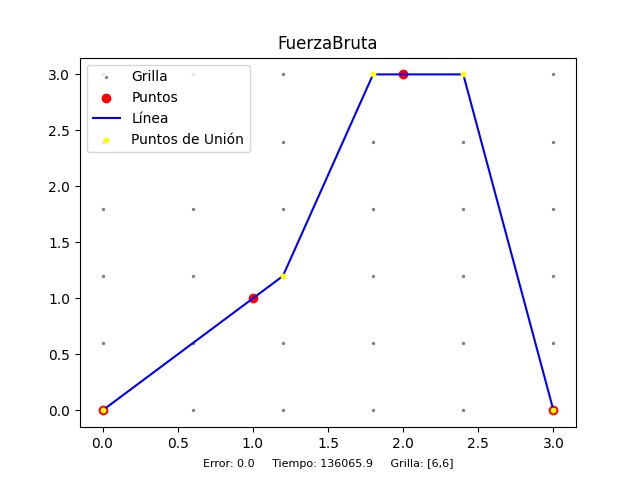 FuerzaBruta
Grilla
Puntos
Línea
Puntos de Unión
3.0
2.5
2.0
1.5
1.0
0.5
0.0
0.0 0.5 1.0 1.5 2.0 2.5 3.0
Error: 0.0 Tiempo: 136065.9 Grilla: [6,6]